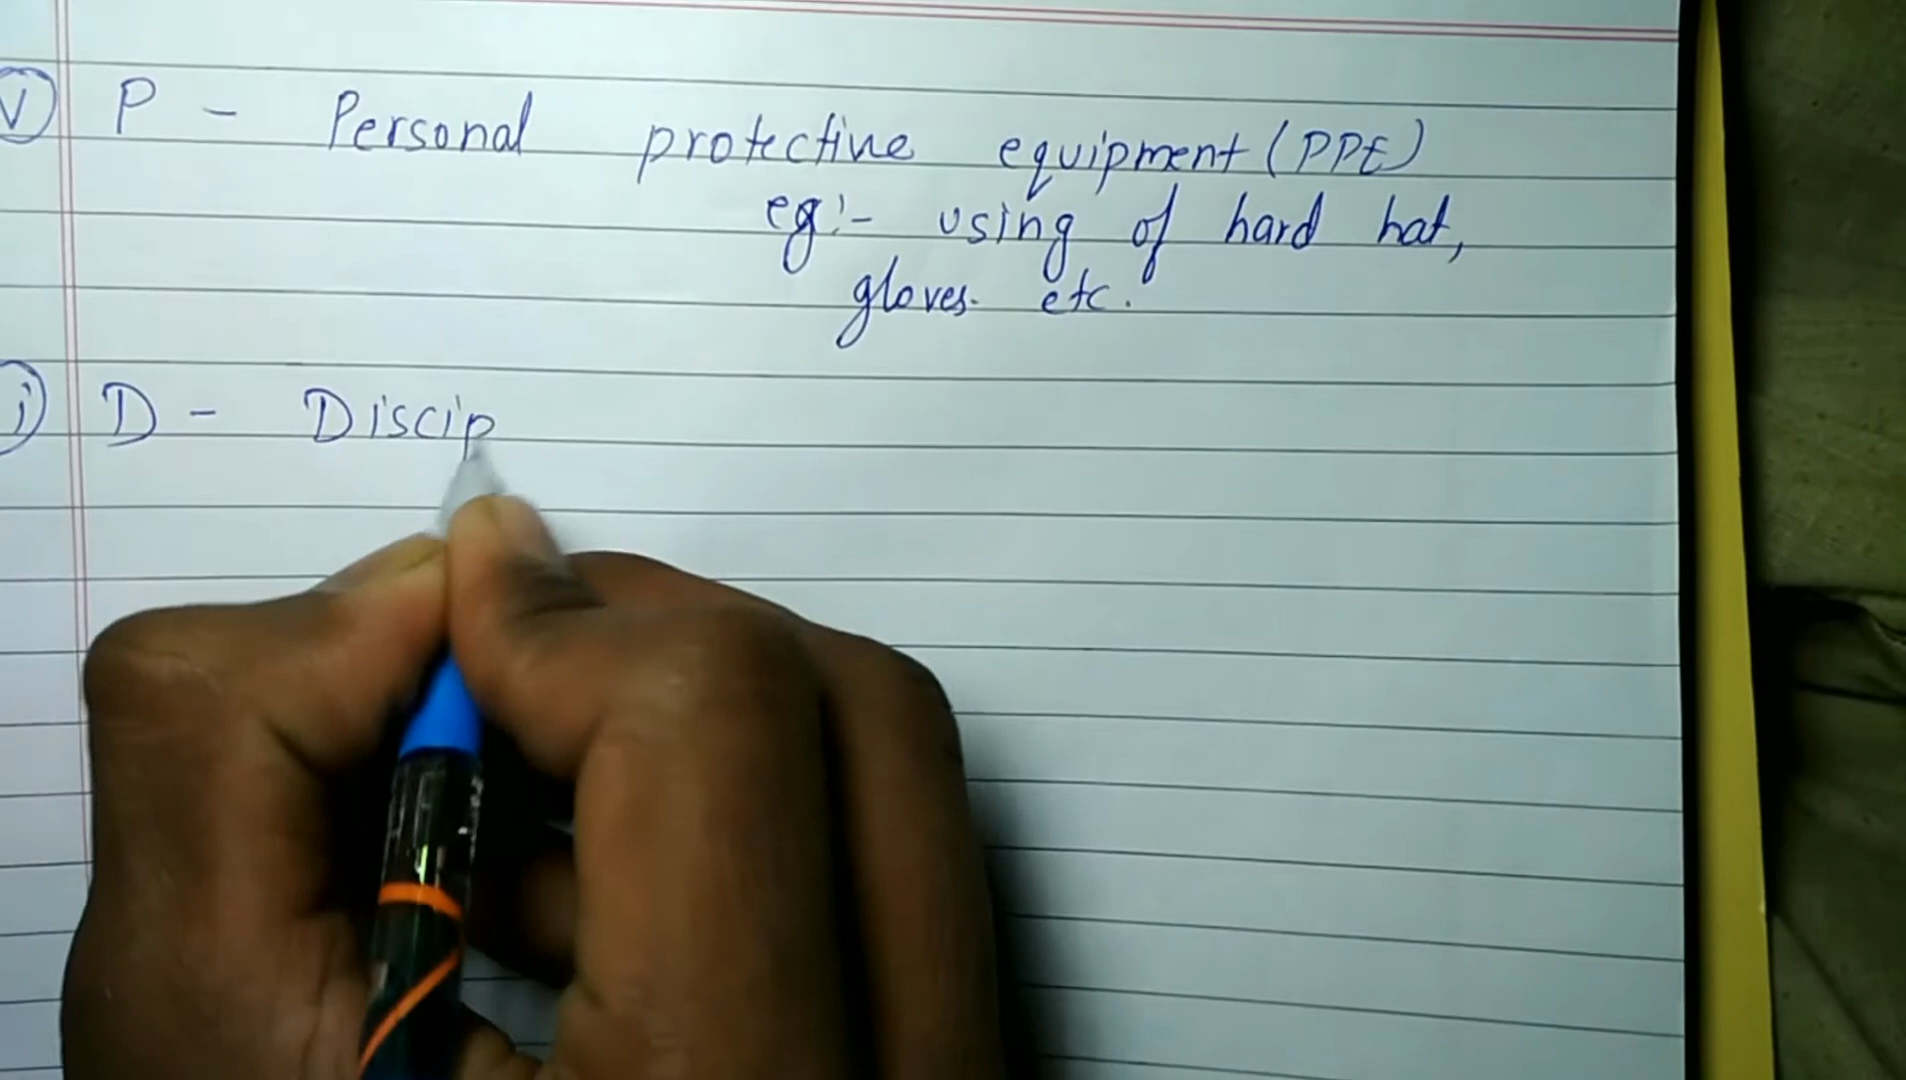 V P - Personal protective equipment (PPE)
eg:- using of hard hat,
gloves. etc.
i) D - Discip